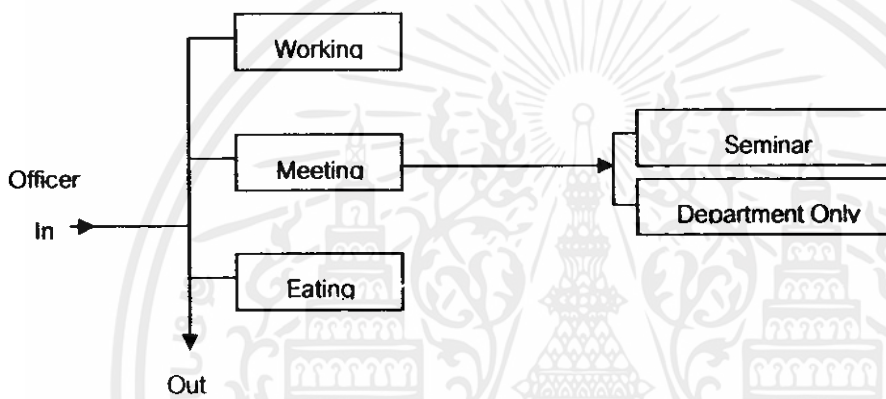 Working
Seminar
Meeting
Officer
Department Only
In
Eating
Out